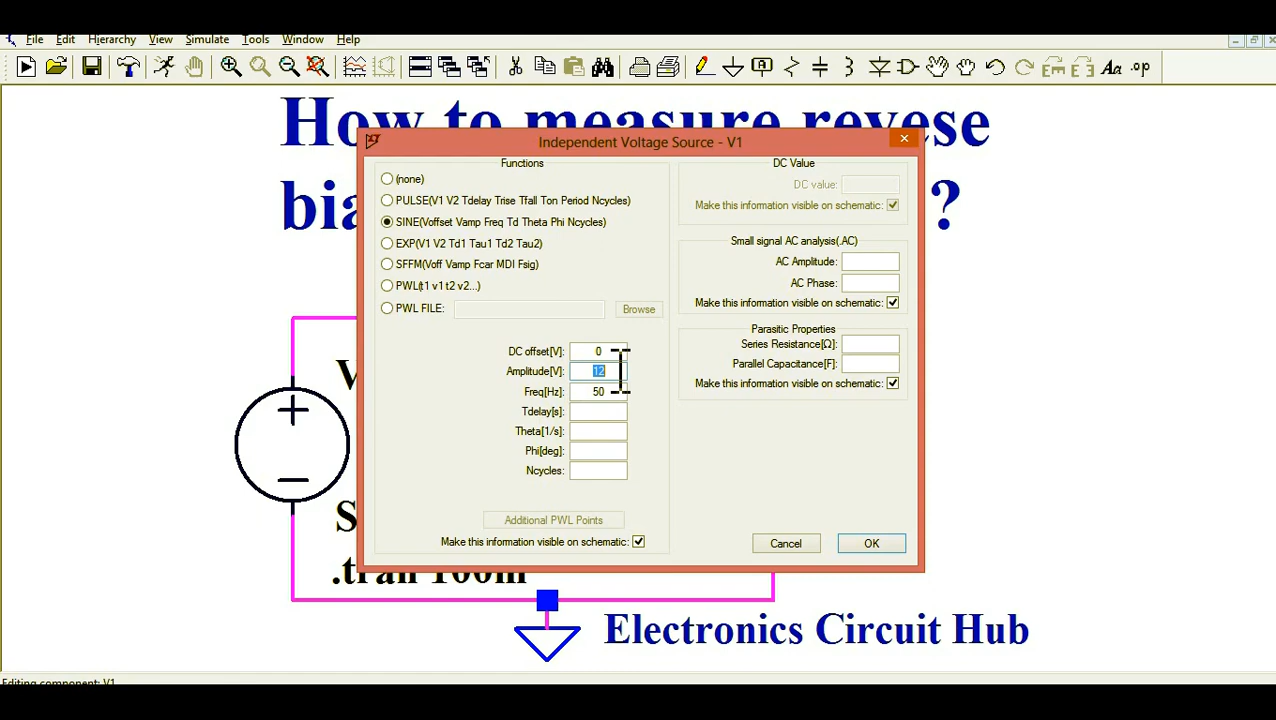 File Edit Hierarchy View Simulate Tools Window Help
.op
How to measure revese
bia ?
Independent Voltage Source - V1
Functions
(none)
PULSE(V1 V2 Tdelay Trise Tfall Ton Period Ncycles)
SINE(Voffset Vamp Freq Td Theta Phi Ncycles)
EXP(V1 V2 Td1 Tau1 Td2 Tau2)
SFFM(Voff Vamp Fcar MDI Fsig)
PWL(t1 v1 t2 v2...)
PWL FILE: Browse
DC offset[V]: 0
Amplitude[V]: 12
Freq[Hz]: 50
Tdelay[s]:
Theta[1/s]:
Phi[deg]:
Ncycles:
Additional PWL Points
Make this information visible on schematic:
DC Value
DC value:
Make this information visible on schematic:
Small signal AC analysis(.AC)
AC Amplitude:
AC Phase:
Make this information visible on schematic:
Parasitic Properties
Series Resistance[Ω]:
Parallel Capacitance[F]:
Make this information visible on schematic:
Cancel OK
V
S
.tran 100m
Electronics Circuit Hub
Editing component: V1